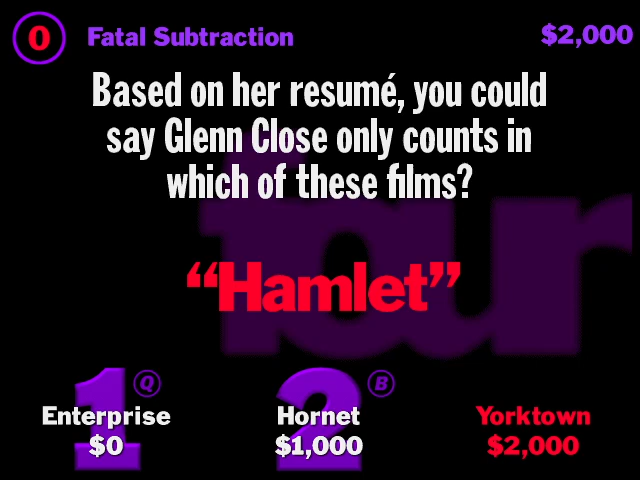 0 Fatal Subtraction $2,000
Based on her resumé, you could
say Glenn Close only counts in
which of these films?
four
“Hamlet”
1 Q 2 B
Enterprise Hornet Yorktown
$0 $1,000 $2,000